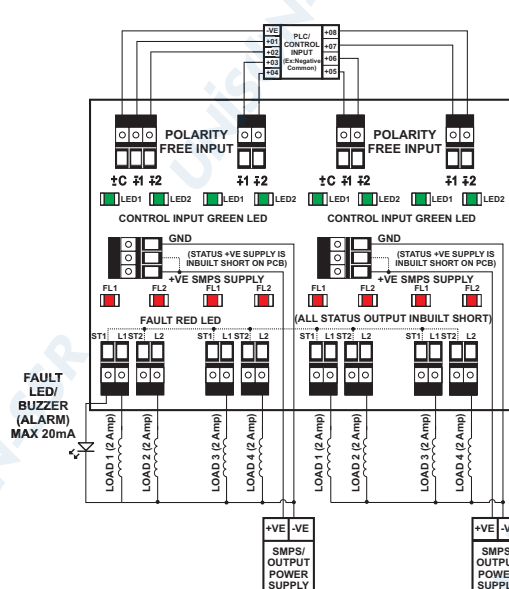 -VE
+01
+02
+03
+04
PLC/
CONTROL
INPUT
(Ex:Negative
Common)
+08
+07
+06
+05
POLARITY
FREE INPUT
POLARITY
FREE INPUT
±C ∓1 ∓2
∓1 ∓2
±C ∓1 ∓2
∓1 ∓2
LED1 LED2 LED1 LED2 LED1 LED2 LED1 LED2
CONTROL INPUT GREEN LED
CONTROL INPUT GREEN LED
GND
(STATUS +VE SUPPLY IS
INBUILT SHORT ON PCB)
+VE SMPS SUPPLY
GND
(STATUS +VE SUPPLY IS
INBUILT SHORT ON PCB)
+VE SMPS SUPPLY
FL1 FL2 FL1 FL2 FL1 FL2 FL1 FL2
FAULT RED LED
(ALL STATUS OUTPUT INBUILT SHORT)
ST1 L1 ST2 L2 ST1 L1 ST2 L2 ST1 L1 ST2 L2 ST1 L1 ST2 L2
FAULT
LED/
BUZZER
(ALARM)
MAX 20mA
LOAD 1 (2 Amp)
LOAD 2 (2 Amp)
LOAD 3 (2 Amp)
LOAD 4 (2 Amp)
LOAD 1 (2 Amp)
LOAD 2 (2 Amp)
LOAD 3 (2 Amp)
LOAD 4 (2 Amp)
+VE -VE
SMPS/
OUTPUT
POWER
SUPPLY
+VE -V
SMPS
OUTPU
POWE
SUPPL